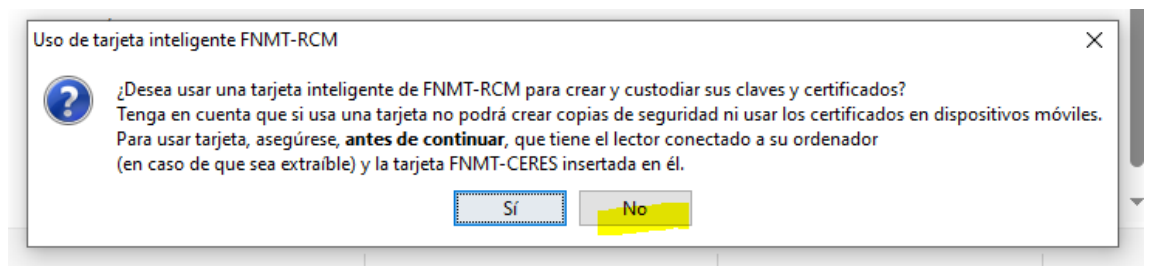 Uso de tarjeta inteligente FNMT-RCM
¿Desea usar una tarjeta inteligente de FNMT-RCM para crear y custodiar sus claves y certificados?
Tenga en cuenta que si usa una tarjeta no podrá crear copias de seguridad ni usar los certificados en dispositivos móviles.
Para usar tarjeta, asegúrese, antes de continuar, que tiene el lector conectado a su ordenador
(en caso de que sea extraíble) y la tarjeta FNMT-CERES insertada en él.
Sí
No